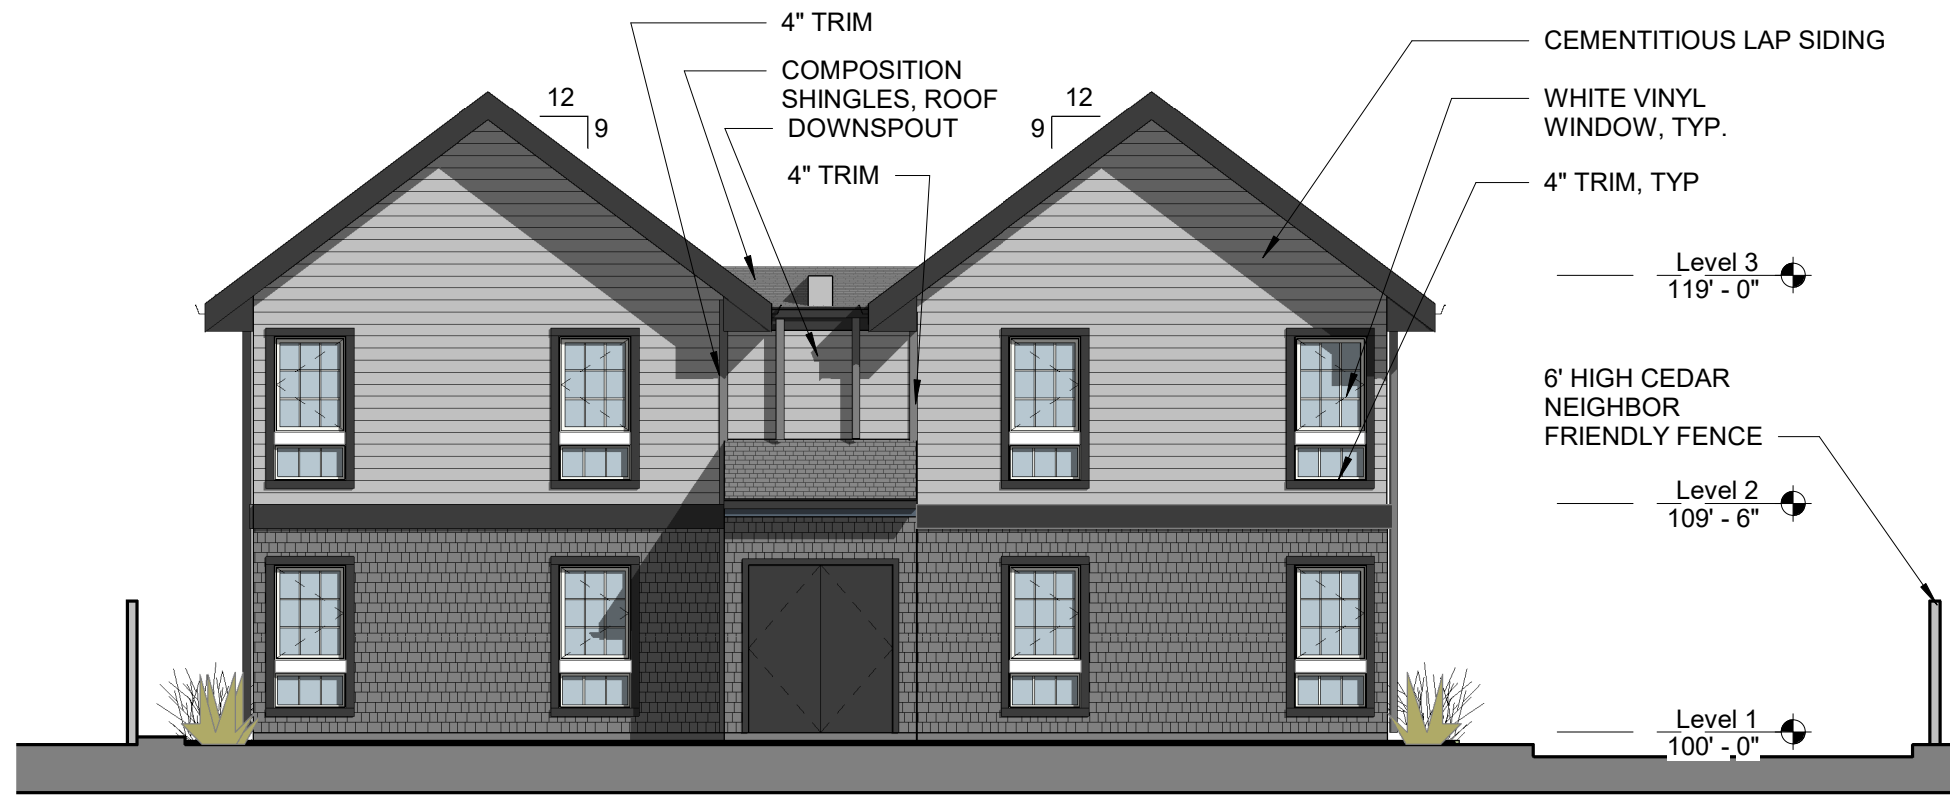 4" TRIM
COMPOSITION
SHINGLES, ROOF
DOWNSPOUT
4" TRIM
12
9
12
9
CEMENTITIOUS LAP SIDING
WHITE VINYL
WINDOW, TYP.
4" TRIM, TYP
Level 3
119' - 0"
6' HIGH CEDAR
NEIGHBOR
FRIENDLY FENCE
Level 2
109' - 6"
Level 1
100' - 0"